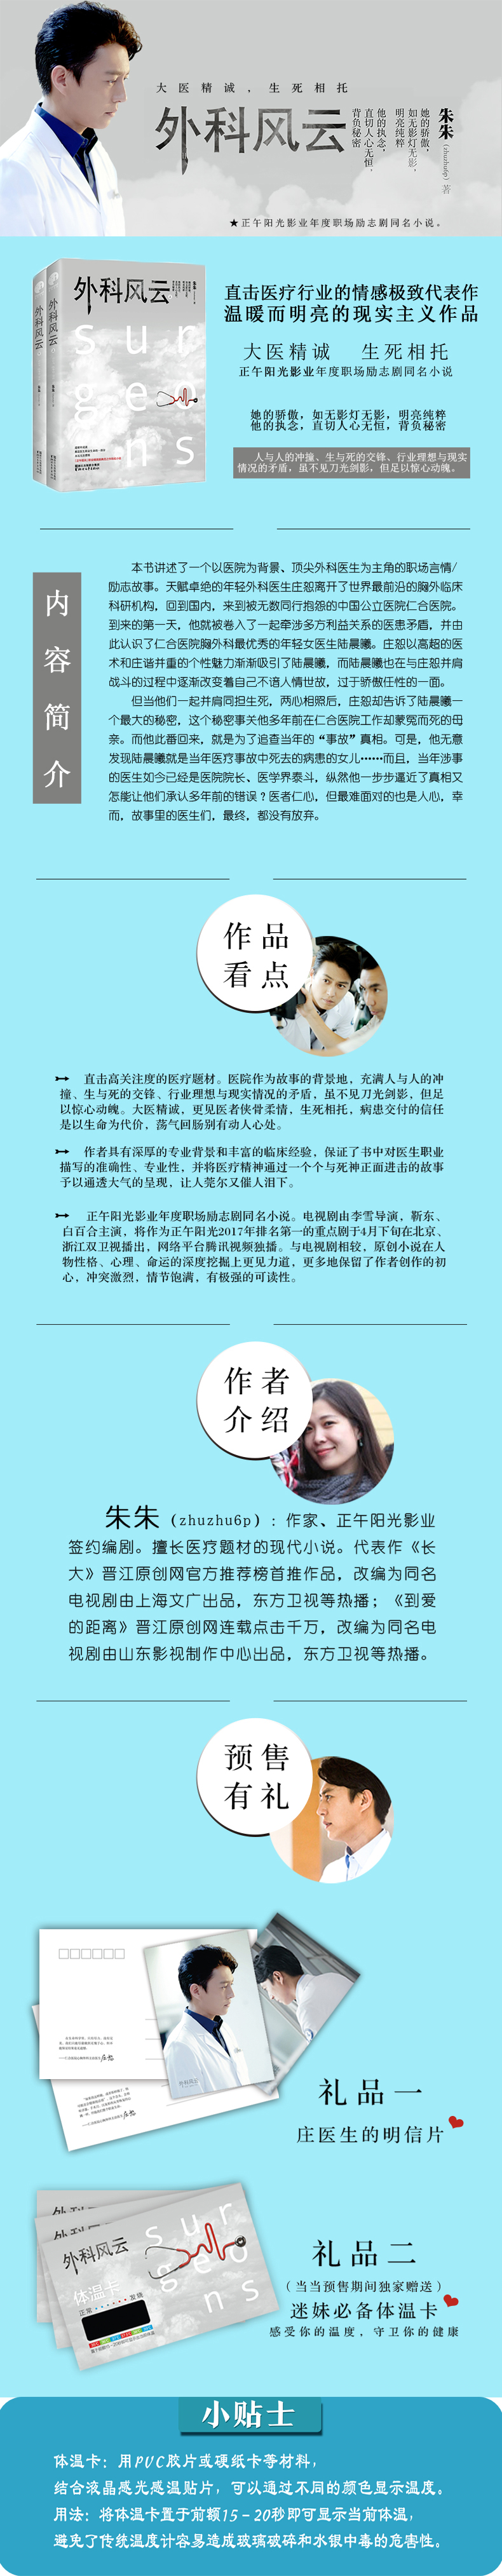 大医精诚，生死相托
外科风云
她的骄傲，
如无影灯无影，
明亮纯粹
他的执念，
直切人心无恒，
背负秘密
朱朱（zhuzhu6p）著
★正午阳光影业年度职场励志剧同名小说。
外科风云
外科风云
外科风云
surgeons
直击医疗行业的情感极致代表作
温暖而明亮的现实主义作品
大医精诚 生死相托
正午阳光影业年度职场励志剧同名小说
她的骄傲，如无影灯无影，明亮纯粹
他的执念，直切人心无恒，背负秘密
人与人的冲撞、生与死的交锋、行业理想与现实
情况的矛盾，虽不见刀光剑影，但足以惊心动魄。
内容简介
本书讲述了一个以医院为背景、顶尖外科医生为主角的职场言情/
励志故事。天赋卓绝的年轻外科医生庄恕离开了世界最前沿的胸外临床
科研机构，回到国内，来到被无数同行抱怨的中国公立医院仁合医院。
到来的第一天，他就被卷入了一起牵涉多方利益关系的医患矛盾，并由
此认识了仁合医院胸外科最优秀的年轻女医生陆晨曦。庄恕以高超的医
术和庄谐并重的个性魅力渐渐吸引了陆晨曦，而陆晨曦也在与庄恕并肩
战斗的过程中逐渐改变着自己不谙人情世故，过于骄傲任性的一面。
但当他们一起并肩同担生死，两心相照后，庄恕却告诉了陆晨曦一
个最大的秘密，这个秘密事关他多年前在仁合医院工作却蒙冤而死的母
亲。而他此番回来，就是为了追查当年的“事故”真相。可是，他无意
发现陆晨曦就是当年医疗事故中死去的病患的女儿……而且，当年涉事
的医生如今已经是医院院长、医学界泰斗，纵然他一步步逼近了真相又
怎能让他们承认多年前的错误？医者仁心，但最难面对的也是人心，幸
而，故事里的医生们，最终，都没有放弃。
作品
看点
直击高关注度的医疗题材。医院作为故事的背景地，充满人与人的冲
撞、生与死的交锋、行业理想与现实情况的矛盾，虽不见刀光剑影，但足
以惊心动魄。大医精诚，更见医者侠骨柔情，生死相托，病患交付的信任
是以生命为代价，荡气回肠别有动人心处。
作者具有深厚的专业背景和丰富的临床经验，保证了书中对医生职业
描写的准确性、专业性，并将医疗精神通过一个个与死神正面进击的故事
予以通透大气的呈现，让人莞尔又催人泪下。
正午阳光影业年度职场励志剧同名小说。电视剧由李雪导演，靳东、
白百合主演，将作为正午阳光2017年排名第一的重点剧于4月下旬在北京、
浙江双卫视播出，网络平台腾讯视频独播。与电视剧相较，原创小说在人
物性格、心理、命运的深度挖掘上更见力道，更多地保留了作者创作的初
心，冲突激烈，情节饱满，有极强的可读性。
作者
介绍
朱朱（zhuzhu6p）：作家、正午阳光影业
签约编剧。擅长医疗题材的现代小说。代表作《长
大》晋江原创网官方推荐榜首推作品，改编为同名
电视剧由上海文广出品，东方卫视等热播；《到爱
的距离》晋江原创网连载点击千万，改编为同名电
视剧由山东影视制作中心出品，东方卫视等热播。
预售
有礼
外科风云
礼品一
庄医生的明信片
外科风云
surgeons
体温卡
正常 发烧
礼品二
（当当预售期间独家赠送）
迷妹必备体温卡
感受你的温度，守卫你的健康
小贴士
体温卡：用PVC胶片或硬纸卡等材料，
结合液晶感光感温贴片，可以通过不同的颜色显示温度。
用法：将体温卡置于前额15-20秒即可显示当前体温，
避免了传统温度计容易造成玻璃破碎和水银中毒的危害性。